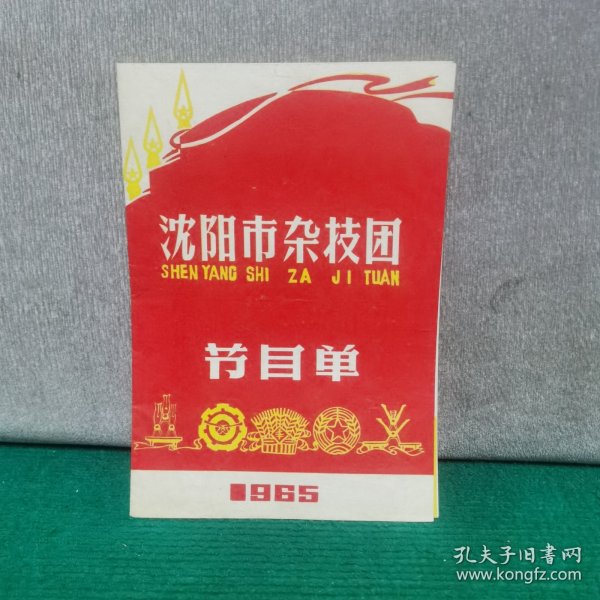 沈阳市杂技团
SHEN YANG SHI ZA JI TUAN
节目单
1965
孔夫子旧书网
www.kongfz.com